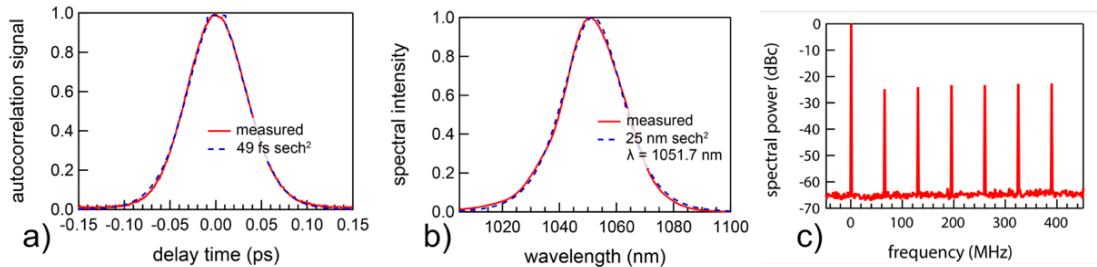 autocorrelation signal
1.0
0.8
0.6
0.4
0.2
0.0
measured
49 fs sech²
-0.15 -0.10 -0.05 0.00 0.05 0.10 0.15
delay time (ps)
a)
spectral intensity
1.0
0.8
0.6
0.4
0.2
0.0
measured
25 nm sech²
λ = 1051.7 nm
1020 1040 1060 1080 1100
wavelength (nm)
b)
spectral power (dBc)
0
-10
-20
-30
-40
-50
-60
-70
0 100 200 300 400
frequency (MHz)
c)